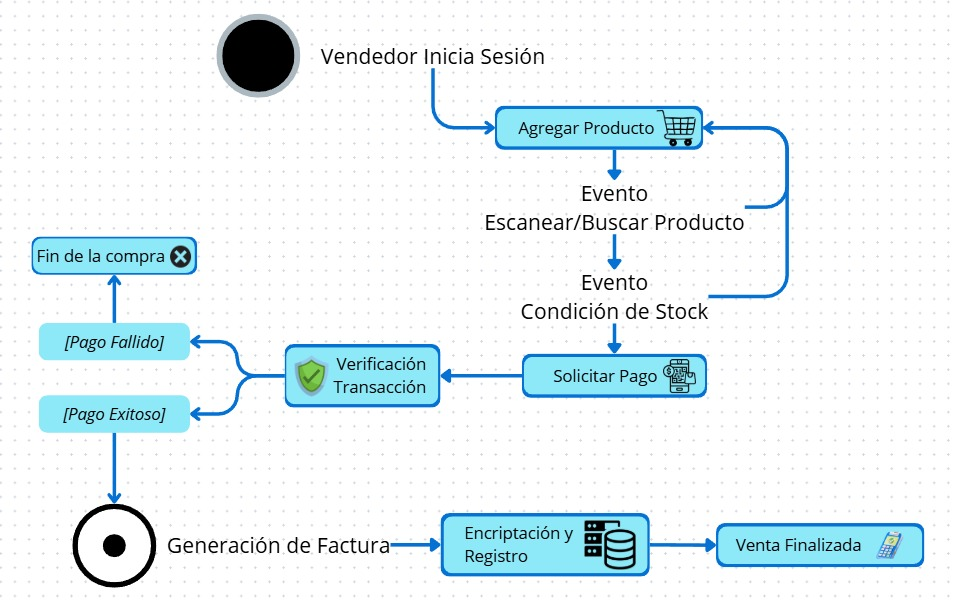 Vendedor Inicia Sesión
Agregar Producto
Evento
Escanear/Buscar Producto
Evento
Condición de Stock
Solicitar Pago
Verificación
Transacción
[Pago Fallido]
Fin de la compra
[Pago Exitoso]
Generación de Factura
Encriptación y
Registro
Venta Finalizada